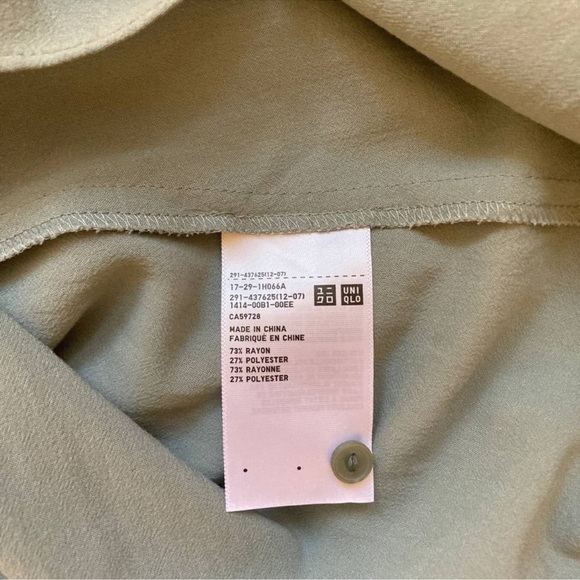 291-437625(12-07)
17-29-1H066A
291-437625(12-07)
1414-00B1-00EE
ユニ
クロ
UNI
QLO
CA59728
MADE IN CHINA
FABRIQUÉ EN CHINE
73% RAYON
27% POLYESTER
73% RAYONNE
27% POLYESTER